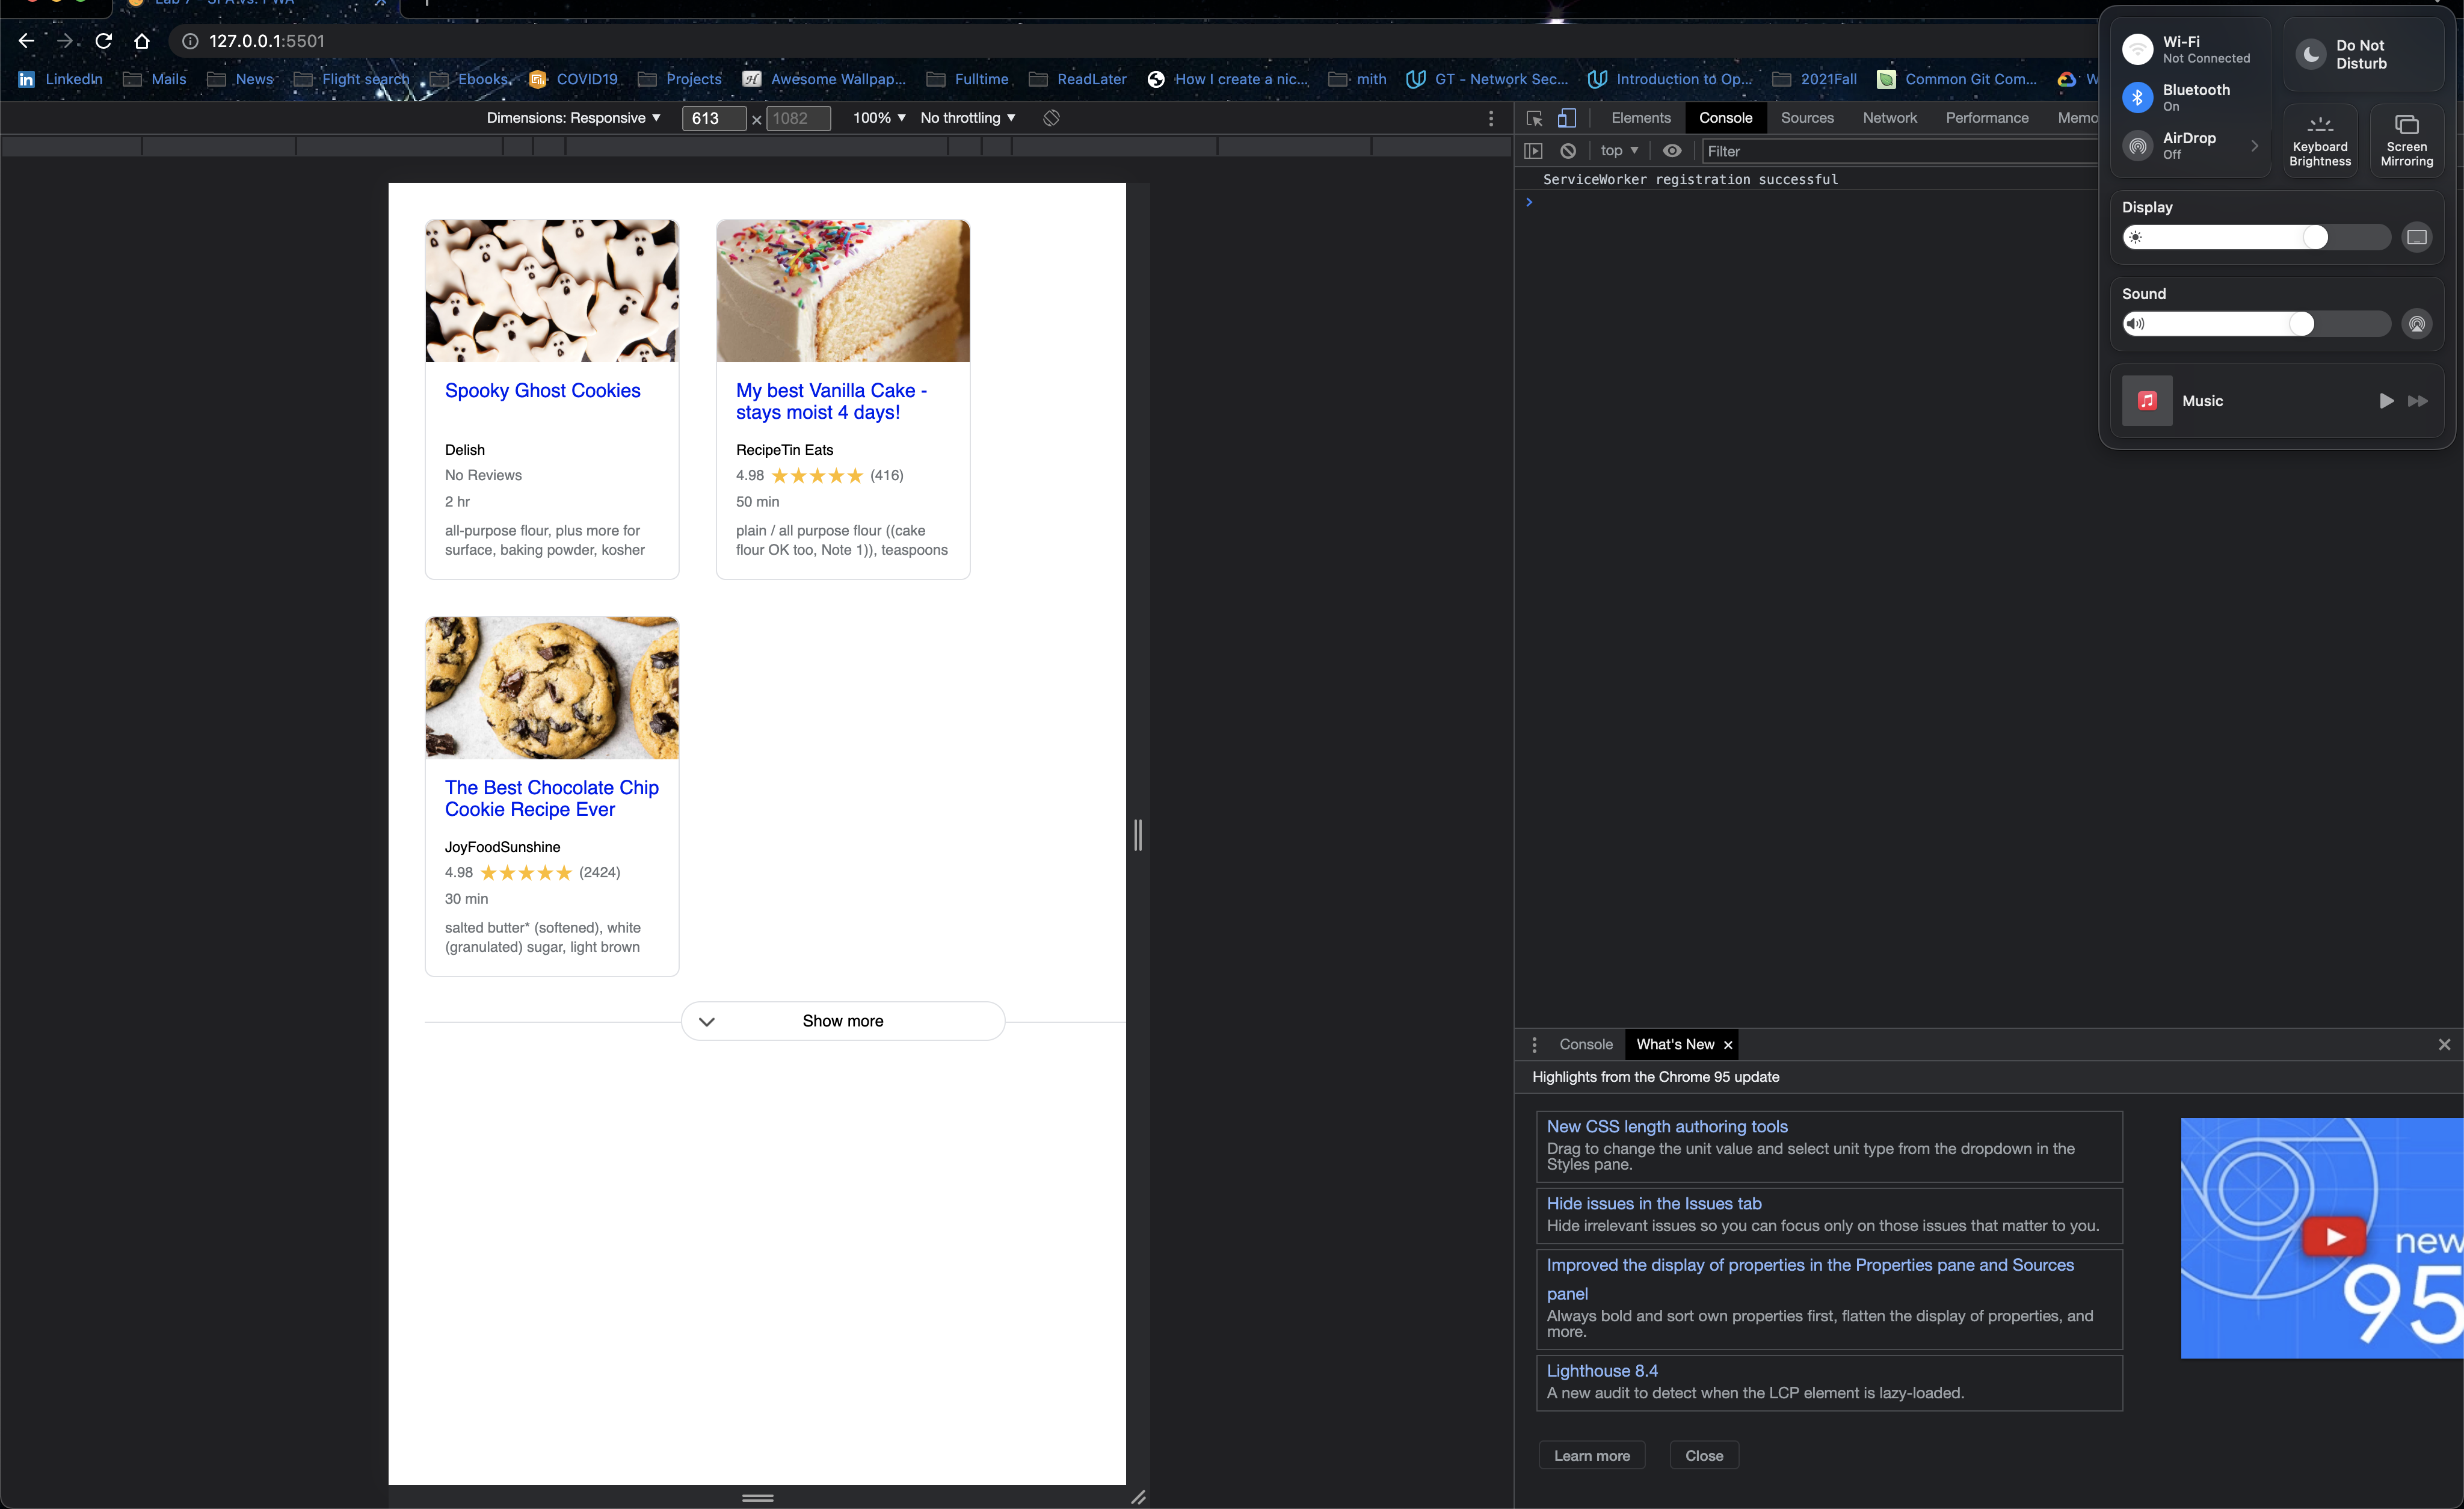 Lab 7 - SPA vs. PWA
127.0.0.1:5501
LinkedIn Mails News Flight search Ebooks COVID19 Projects Awesome Wallpap... Fulltime ReadLater How I create a nic... mith GT - Network Sec... Introduction to Op... 2021Fall Common Git Com... W
Dimensions: Responsive 613 × 1082 100% No throttling
Elements Console Sources Network Performance Memo
top Filter
ServiceWorker registration successful
Spooky Ghost Cookies
Delish
No Reviews
2 hr
all-purpose flour, plus more for
surface, baking powder, kosher
My best Vanilla Cake -
stays moist 4 days!
RecipeTin Eats
4.98 ★★★★★ (416)
50 min
plain / all purpose flour ((cake
flour OK too, Note 1)), teaspoons
The Best Chocolate Chip
Cookie Recipe Ever
JoyFoodSunshine
4.98 ★★★★★ (2424)
30 min
salted butter* (softened), white
(granulated) sugar, light brown
Show more
Wi-Fi
Not Connected
Bluetooth
On
AirDrop
Off
Do Not
Disturb
Keyboard
Brightness
Screen
Mirroring
Display
Sound
Music
Console What's New ×
Highlights from the Chrome 95 update
New CSS length authoring tools
Drag to change the unit value and select unit type from the dropdown in the
Styles pane.
Hide issues in the Issues tab
Hide irrelevant issues so you can focus only on those issues that matter to you.
Improved the display of properties in the Properties pane and Sources
panel
Always bold and sort own properties first, flatten the display of properties, and
more.
Lighthouse 8.4
A new audit to detect when the LCP element is lazy-loaded.
Learn more Close
new
95